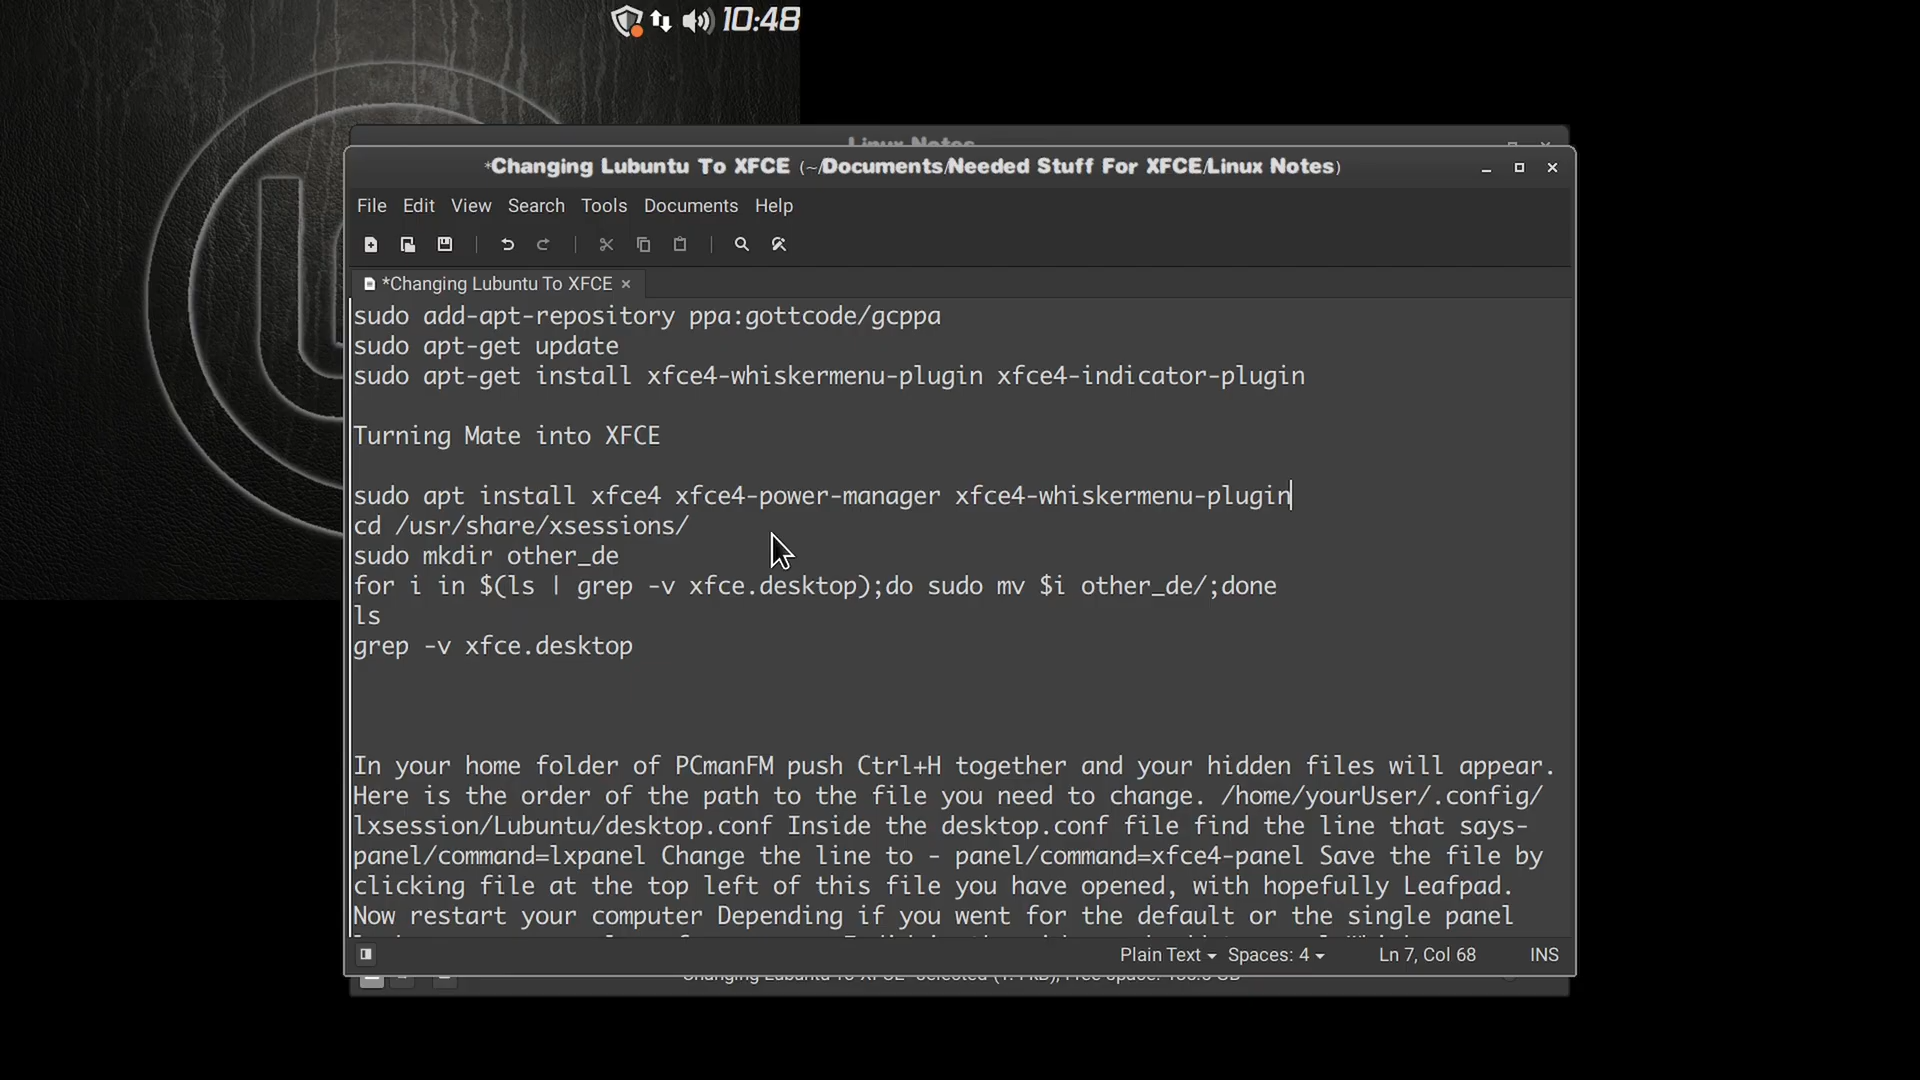 10:48
Linux Notes
*Changing Lubuntu To XFCE (~/Documents/Needed Stuff For XFCE/Linux Notes)
File Edit View Search Tools Documents Help
*Changing Lubuntu To XFCE
sudo add-apt-repository ppa:gottcode/gcppa
sudo apt-get update
sudo apt-get install xfce4-whiskermenu-plugin xfce4-indicator-plugin
Turning Mate into XFCE
sudo apt install xfce4 xfce4-power-manager xfce4-whiskermenu-plugin
cd /usr/share/xsessions/
sudo mkdir other_de
for i in $(ls | grep -v xfce.desktop);do sudo mv $i other_de/;done
ls
grep -v xfce.desktop
In your home folder of PCmanFM push Ctrl+H together and your hidden files will appear.
Here is the order of the path to the file you need to change. /home/yourUser/.config/
lxsession/Lubuntu/desktop.conf Inside the desktop.conf file find the line that says-
panel/command=lxpanel Change the line to - panel/command=xfce4-panel Save the file by
clicking file at the top left of this file you have opened, with hopefully Leafpad.
Now restart your computer Depending if you went for the default or the single panel
Plain Text Spaces: 4 Ln 7, Col 68 INS